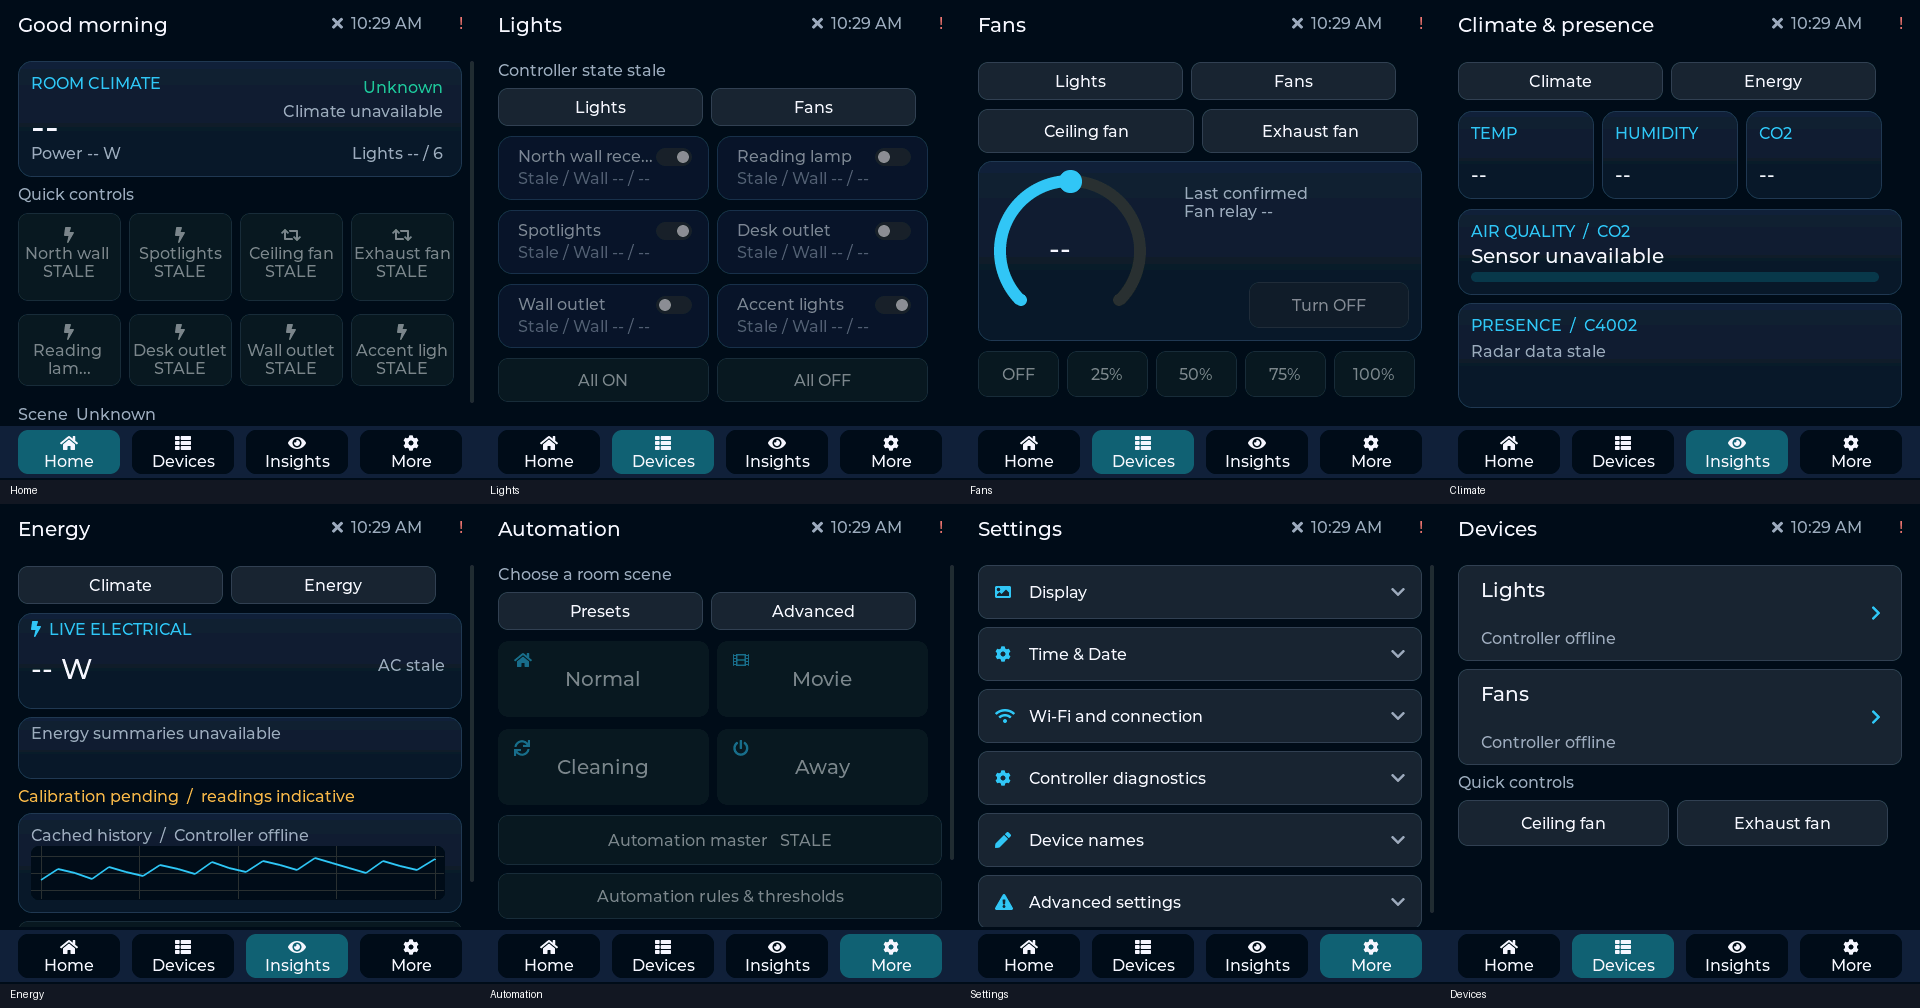 Good morning
10:29 AM
!
ROOM CLIMATE
Unknown
Climate unavailable
--
Power -- W
Lights -- / 6
Quick controls
North wall
STALE
Spotlights
STALE
Ceiling fan
STALE
Exhaust fan
STALE
Reading
lam...
Desk outlet
STALE
Wall outlet
STALE
Accent ligh
STALE
Scene Unknown
Home
Devices
Insights
More
Home
Lights
10:29 AM
!
Controller state stale
Lights
Fans
North wall rece...
Stale / Wall -- / --
Reading lamp
Stale / Wall -- / --
Spotlights
Stale / Wall -- / --
Desk outlet
Stale / Wall -- / --
Wall outlet
Stale / Wall -- / --
Accent lights
Stale / Wall -- / --
All ON
All OFF
Home
Devices
Insights
More
Lights
Fans
10:29 AM
!
Lights
Fans
Ceiling fan
Exhaust fan
--
Last confirmed
Fan relay --
Turn OFF
OFF
25%
50%
75%
100%
Home
Devices
Insights
More
Fans
Climate & presence
10:29 AM
!
Climate
Energy
TEMP
--
HUMIDITY
--
CO2
--
AIR QUALITY / CO2
Sensor unavailable
PRESENCE / C4002
Radar data stale
Home
Devices
Insights
More
Climate
Energy
10:29 AM
!
Climate
Energy
LIVE ELECTRICAL
-- W
AC stale
Energy summaries unavailable
Calibration pending / readings indicative
Cached history / Controller offline
Home
Devices
Insights
More
Energy
Automation
10:29 AM
!
Choose a room scene
Presets
Advanced
Normal
Movie
Cleaning
Away
Automation master STALE
Automation rules & thresholds
Home
Devices
Insights
More
Automation
Settings
10:29 AM
!
Display
Time & Date
Wi-Fi and connection
Controller diagnostics
Device names
Advanced settings
Home
Devices
Insights
More
Settings
Devices
10:29 AM
!
Lights
Controller offline
Fans
Controller offline
Quick controls
Ceiling fan
Exhaust fan
Home
Devices
Insights
More
Devices